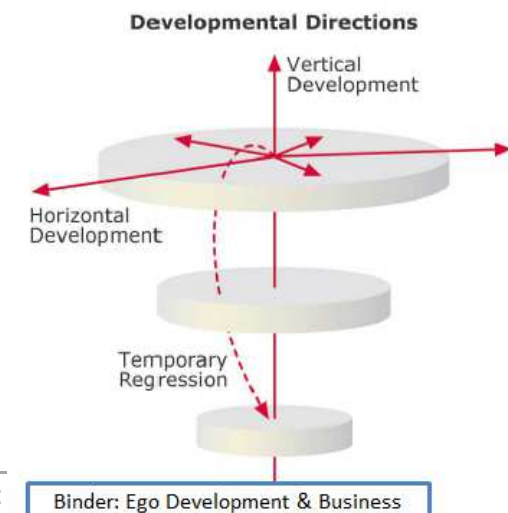 Developmental Directions
Vertical
Development
Horizontal
Development
Temporary
Regression
Binder: Ego Development & Business